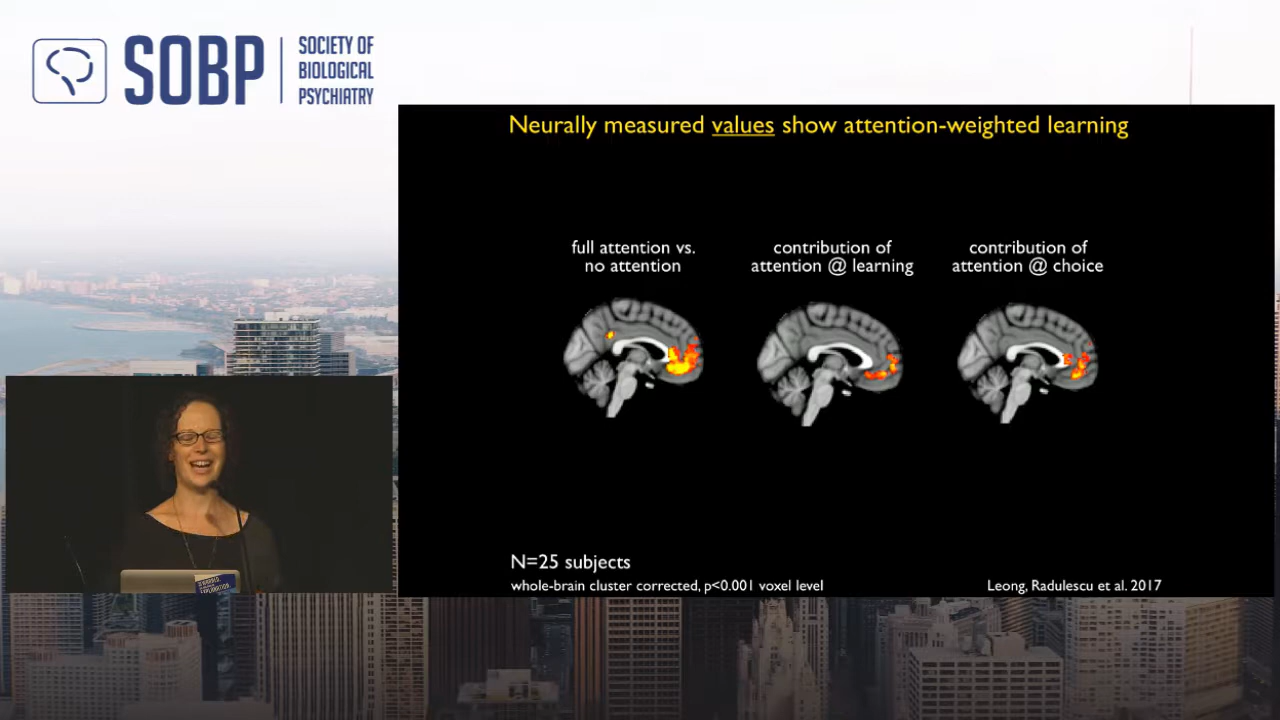 SOBP
SOCIETY OF
BIOLOGICAL
PSYCHIATRY
Neurally measured values show attention-weighted learning
full attention vs.
no attention
contribution of
attention @ learning
contribution of
attention @ choice
N=25 subjects
whole-brain cluster corrected, p<0.001 voxel level
Leong, Radulescu et al. 2017